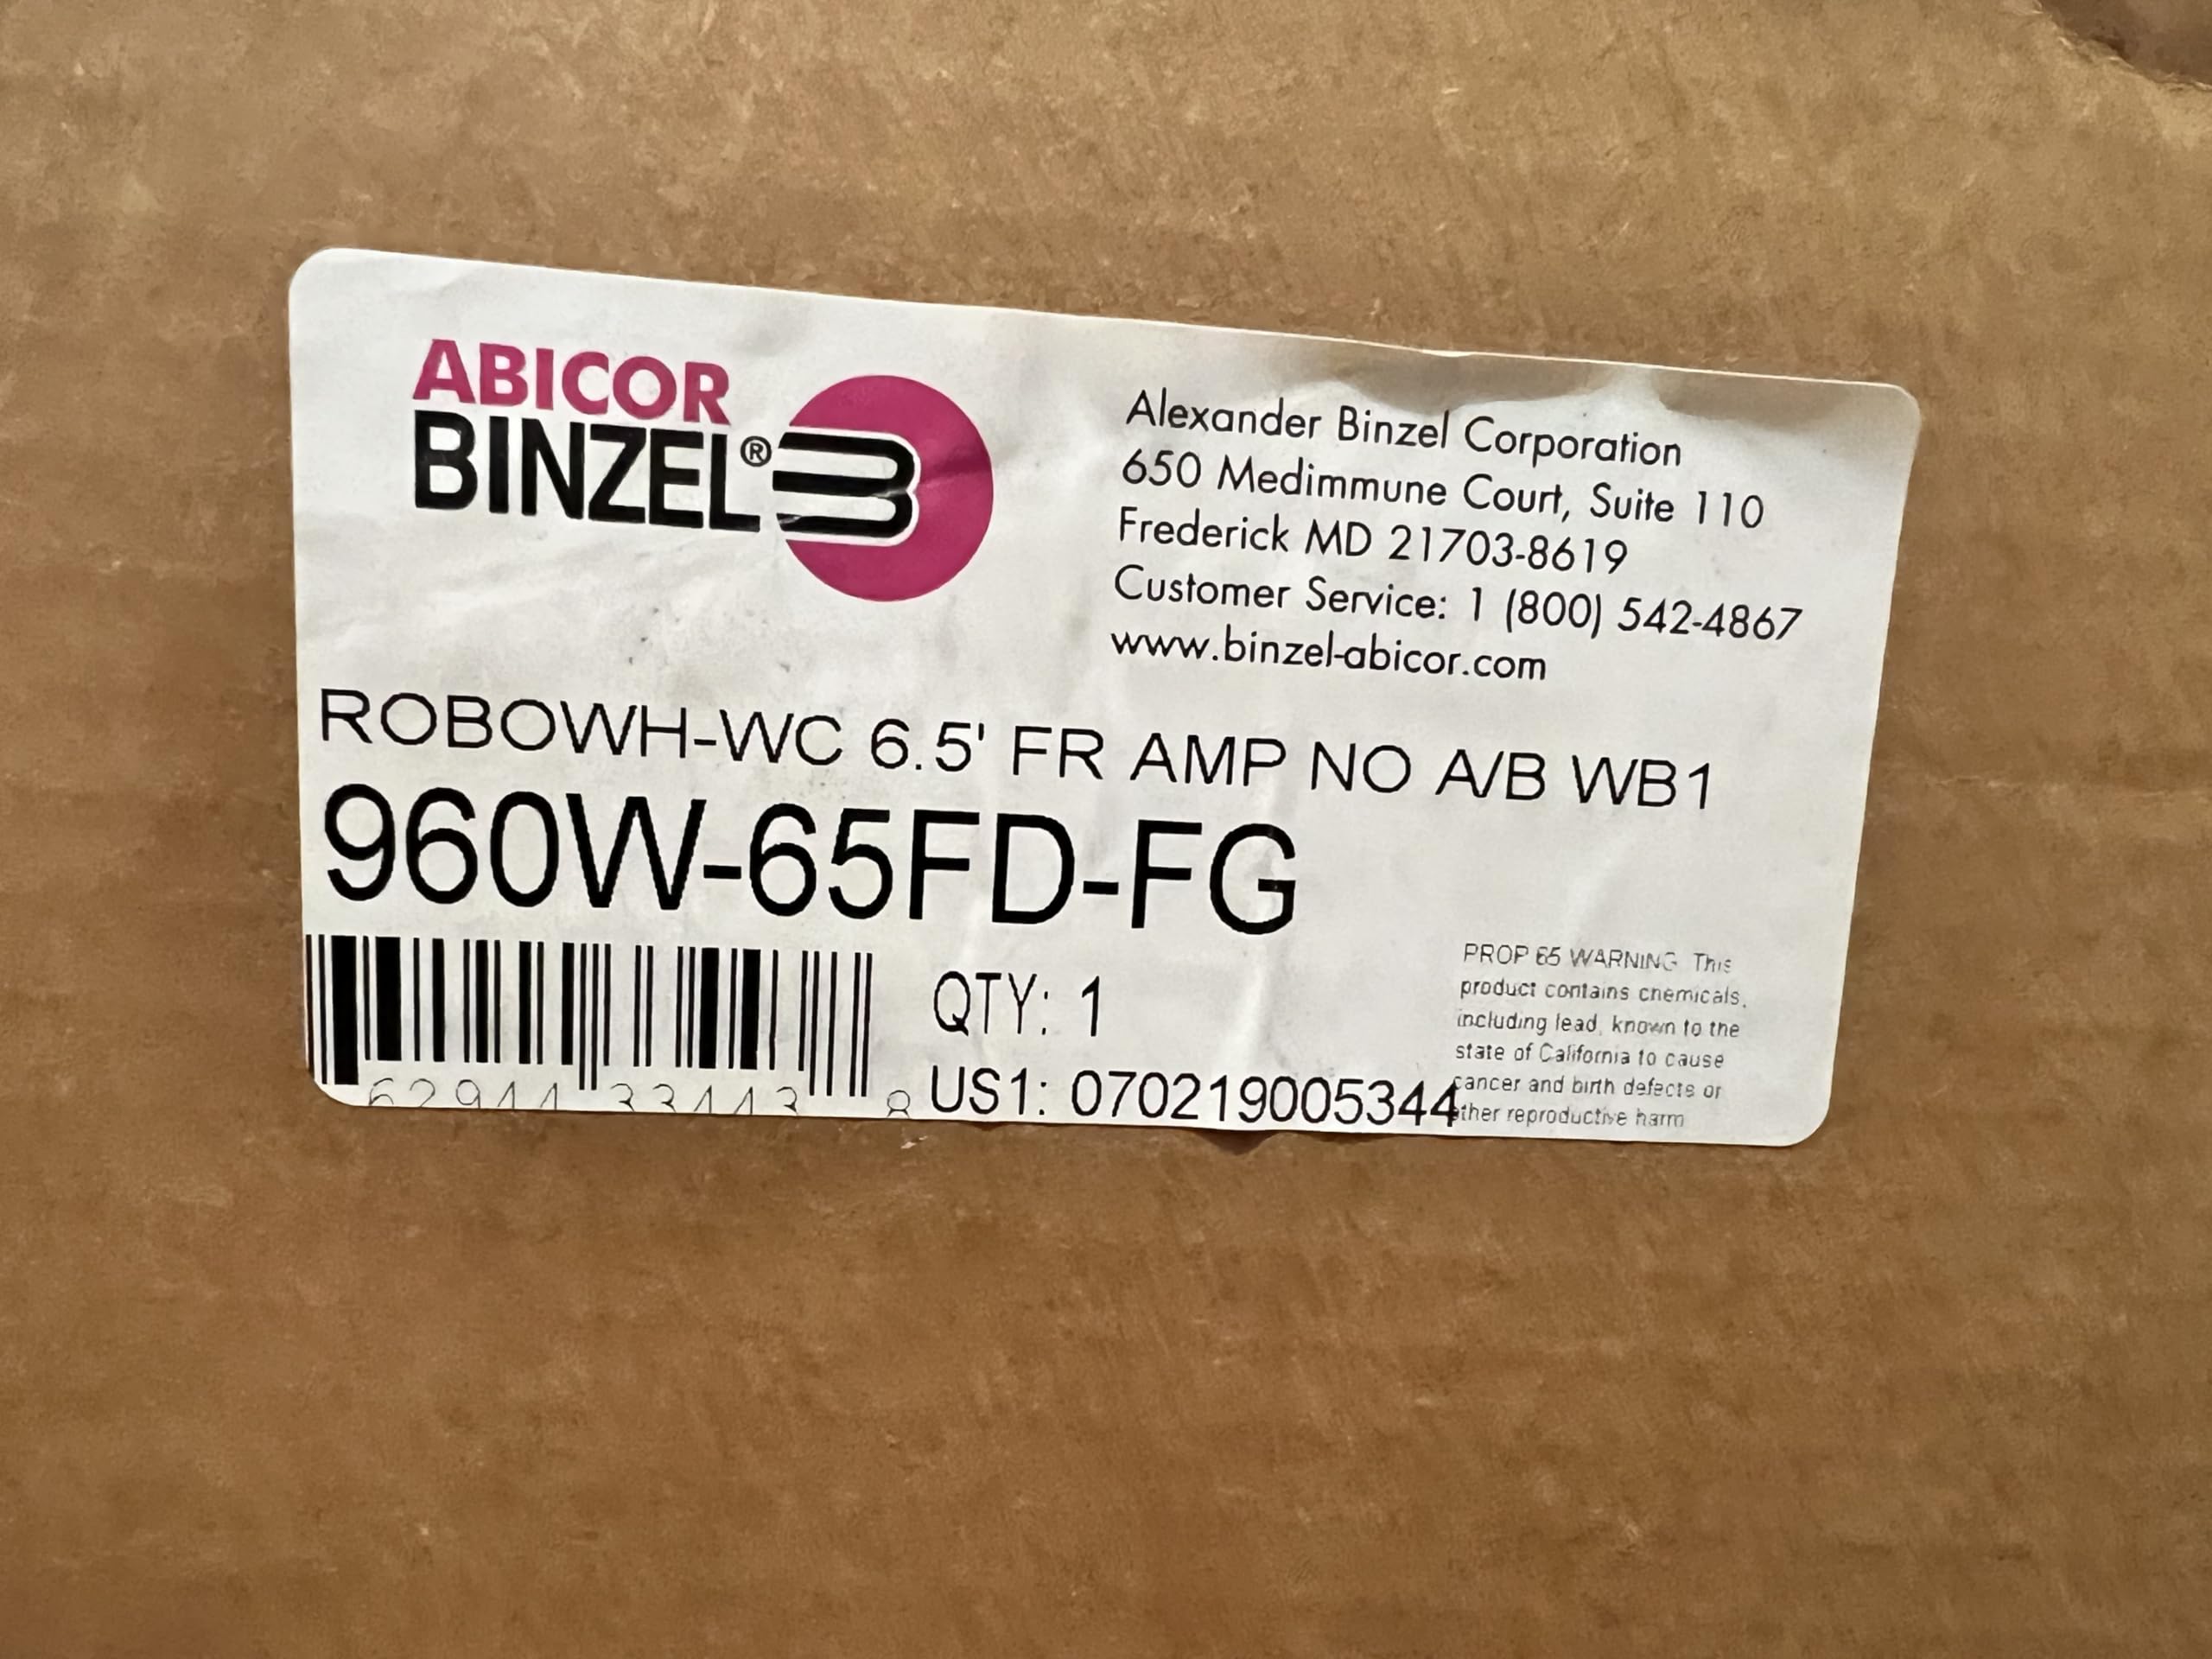 ABICOR
BINZEL®
Alexander Binzel Corporation
650 Medimmune Court, Suite 110
Frederick MD 21703-8619
Customer Service: 1 (800) 542-4867
www.binzel-abicor.com
ROBOWH-WC 6.5' FR AMP NO A/B WB1
960W-65FD-FG
62944 33443 8
QTY: 1
US1: 070219005344
PROP 65 WARNING This
product contains chemicals,
including lead, known to the
state of California to cause
cancer and birth defects or
other reproductive harm